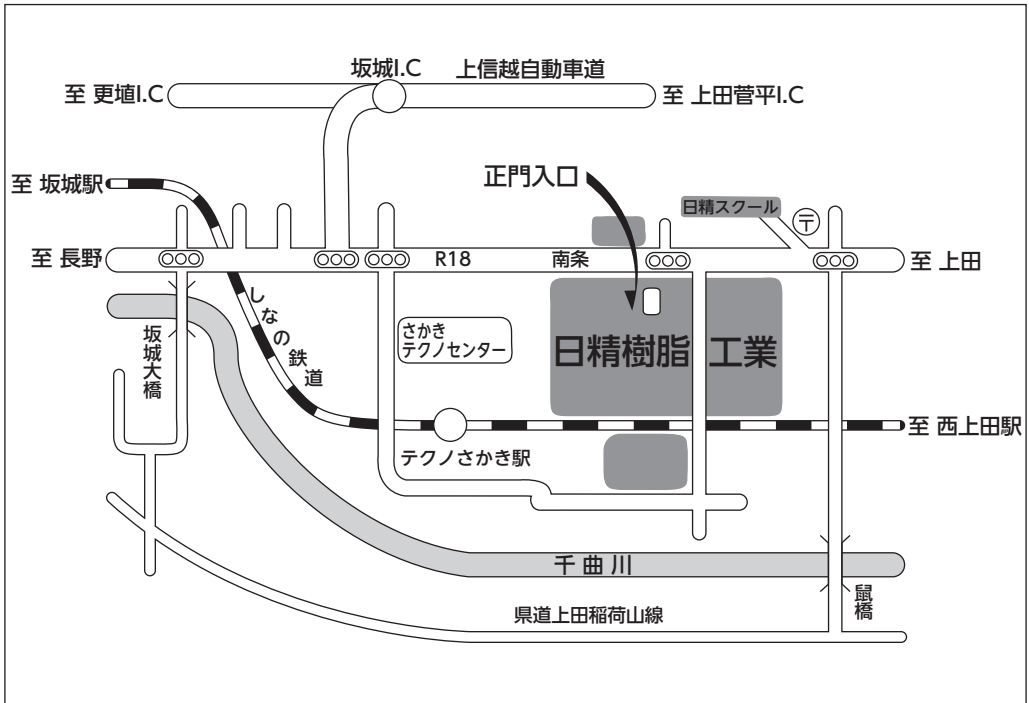 坂城I.C
上信越自動車道
至 更埴I.C
至 上田菅平I.C
至 坂城駅
正門入口
日精スクール
〒
至 長野
R18
南条
至 上田
しなの鉄道
坂城大橋
さかき
テクノセンター
日精樹脂 工業
至 西上田駅
テクノさかき駅
千曲川
鼠橋
県道上田稲荷山線